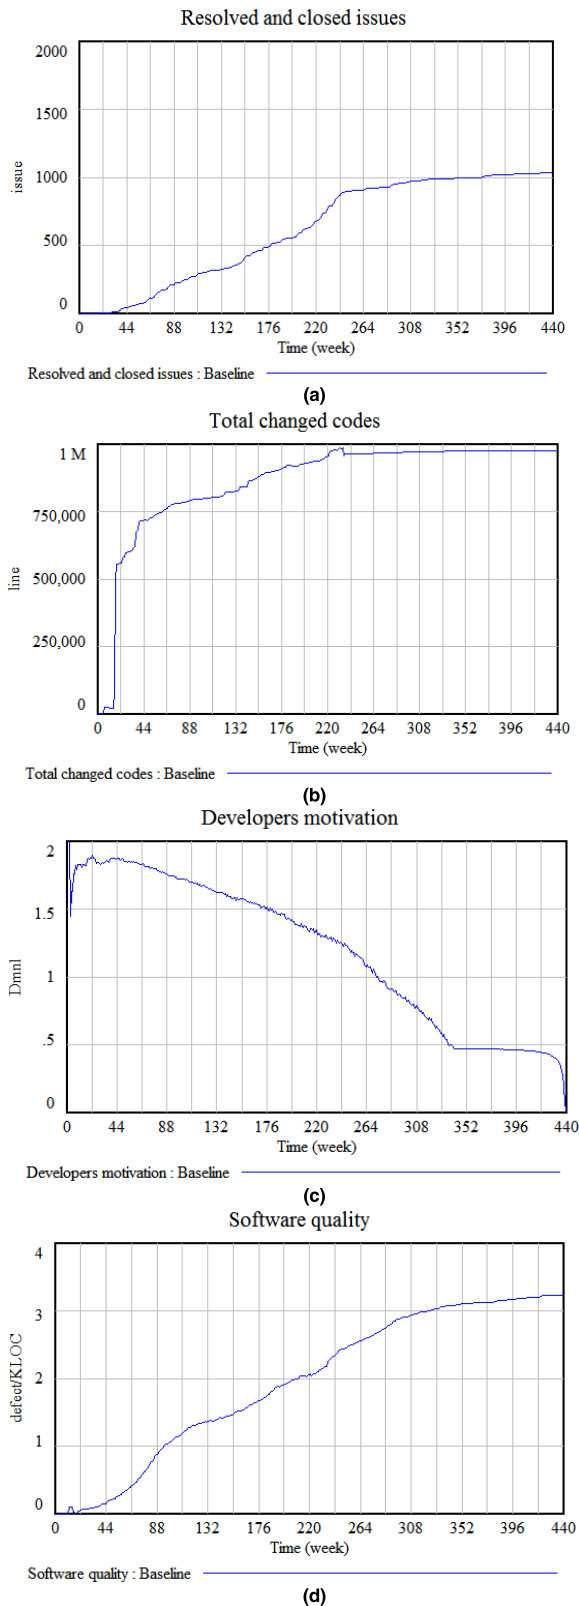 Resolved and closed issues
2000
1500
1000
500
0
issue
0 44 88 132 176 220 264 308 352 396 440
Time (week)
Resolved and closed issues : Baseline
(a)
Total changed codes
1 M
750,000
500,000
250,000
0
line
0 44 88 132 176 220 264 308 352 396 440
Time (week)
Total changed codes : Baseline
(b)
Developers motivation
2
1.5
1
.5
0
Dmnl
0 44 88 132 176 220 264 308 352 396 440
Time (week)
Developers motivation : Baseline
(c)
Software quality
4
3
2
1
0
defect/KLOC
0 44 88 132 176 220 264 308 352 396 440
Time (week)
Software quality : Baseline
(d)